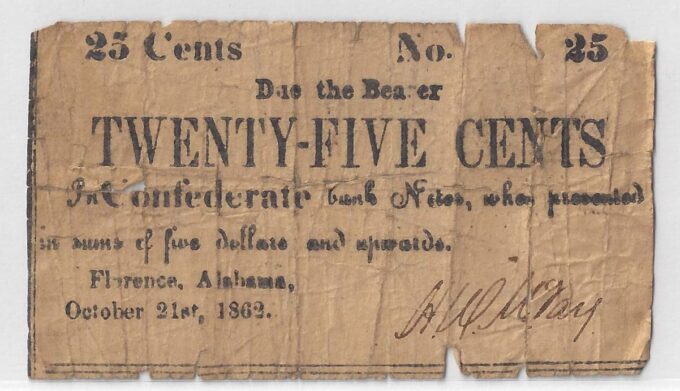 25 Cents No. 25
Due the Bearer
TWENTY-FIVE CENTS
In Confederate bank Notes, when presented
in sums of five dollars and upwards.
Florence, Alabama,
October 21st, 1862.